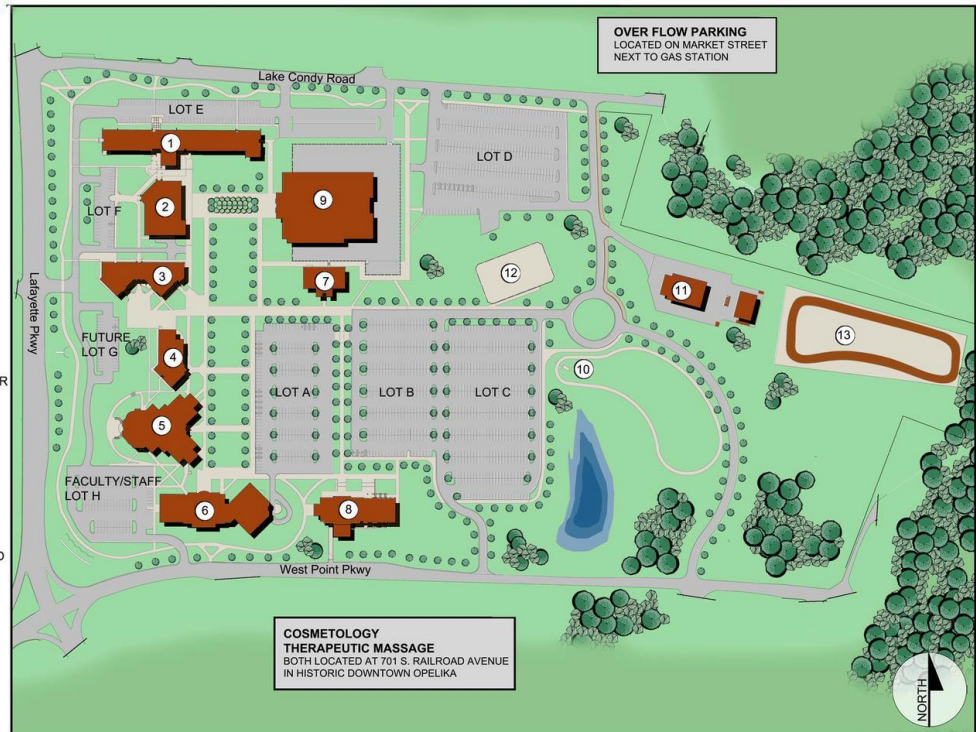 OVER FLOW PARKING
LOCATED ON MARKET STREET
NEXT TO GAS STATION
Lake Condy Road
LOT E
1
LOT D
2
9
LOT F
3
7
12
11
Lafayette Pkwy
FUTURE
LOT G
4
13
R
LOT A
LOT B
LOT C
10
5
FACULTY/STAFF
LOT H
6
8
West Point Pkwy
COSMETOLOGY
THERAPEUTIC MASSAGE
BOTH LOCATED AT 701 S. RAILROAD AVENUE
IN HISTORIC DOWNTOWN OPELIKA
NORTH